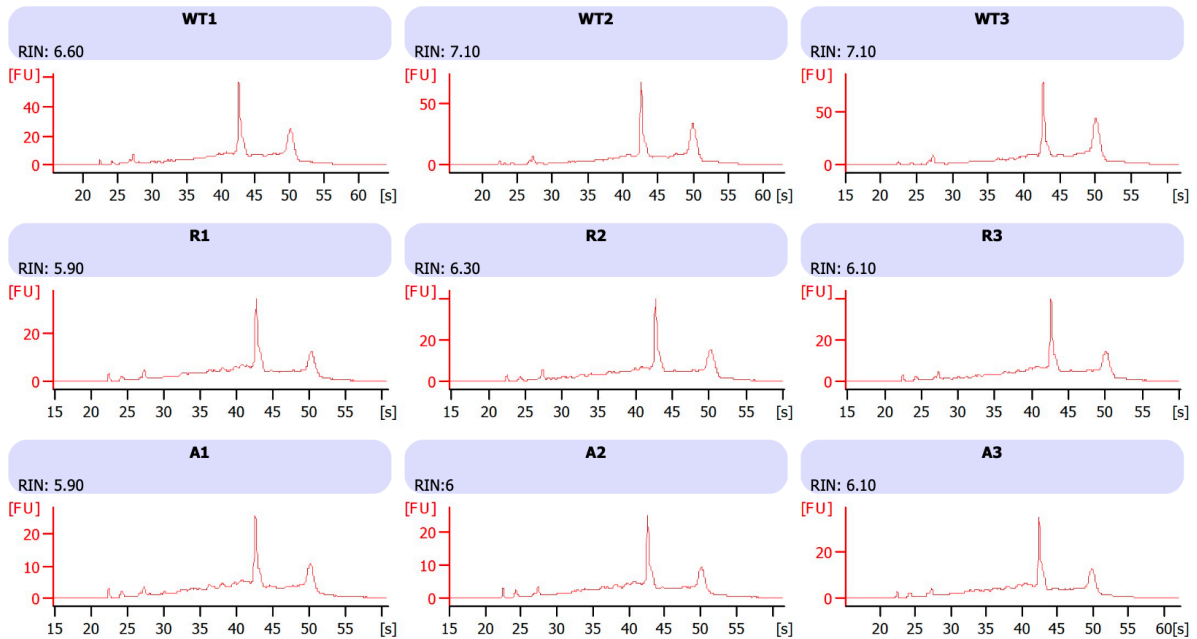 WT1 WT2 WT3
RIN: 6.60 RIN: 7.10 RIN: 7.10
[FU] [FU] [FU]
40 50 50
20
0 0 0
20 25 30 35 40 45 50 55 60 [s] 20 25 30 35 40 45 50 55 60 [s] 15 20 25 30 35 40 45 50 55 [s]
R1 R2 R3
RIN: 5.90 RIN: 6.30 RIN: 6.10
[FU] [FU] [FU]
20 20 20
0 0 0
15 20 25 30 35 40 45 50 55 [s] 15 20 25 30 35 40 45 50 55 [s] 15 20 25 30 35 40 45 50 55 [s]
A1 A2 A3
RIN: 5.90 RIN:6 RIN: 6.10
[FU] [FU] [FU]
20 20 20
10 10
0 0 0
15 20 25 30 35 40 45 50 55 [s] 15 20 25 30 35 40 45 50 55 [s] 20 25 30 35 40 45 50 55 60[s]